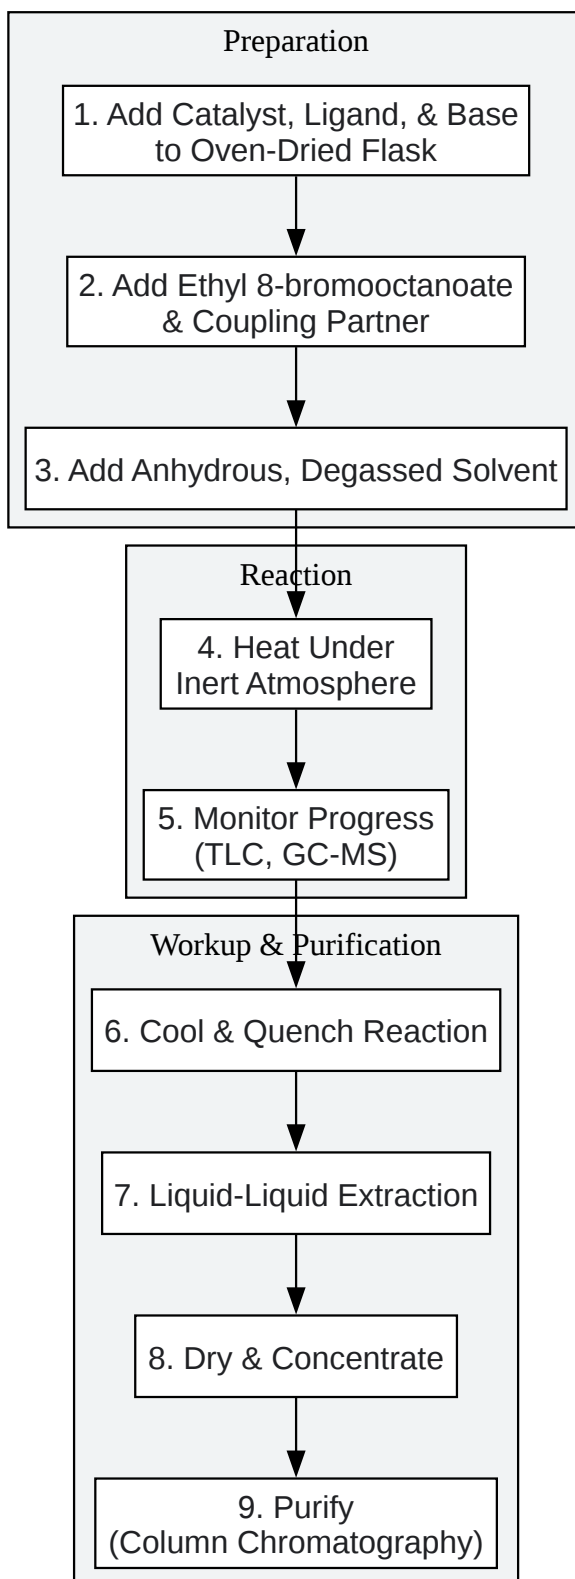 Preparation
1. Add Catalyst, Ligand, & Base
to Oven-Dried Flask
2. Add Ethyl 8-bromooctanoate
& Coupling Partner
3. Add Anhydrous, Degassed Solvent
Reaction
4. Heat Under
Inert Atmosphere
5. Monitor Progress
(TLC, GC-MS)
Workup & Purification
6. Cool & Quench Reaction
7. Liquid-Liquid Extraction
8. Dry & Concentrate
9. Purify
(Column Chromatography)